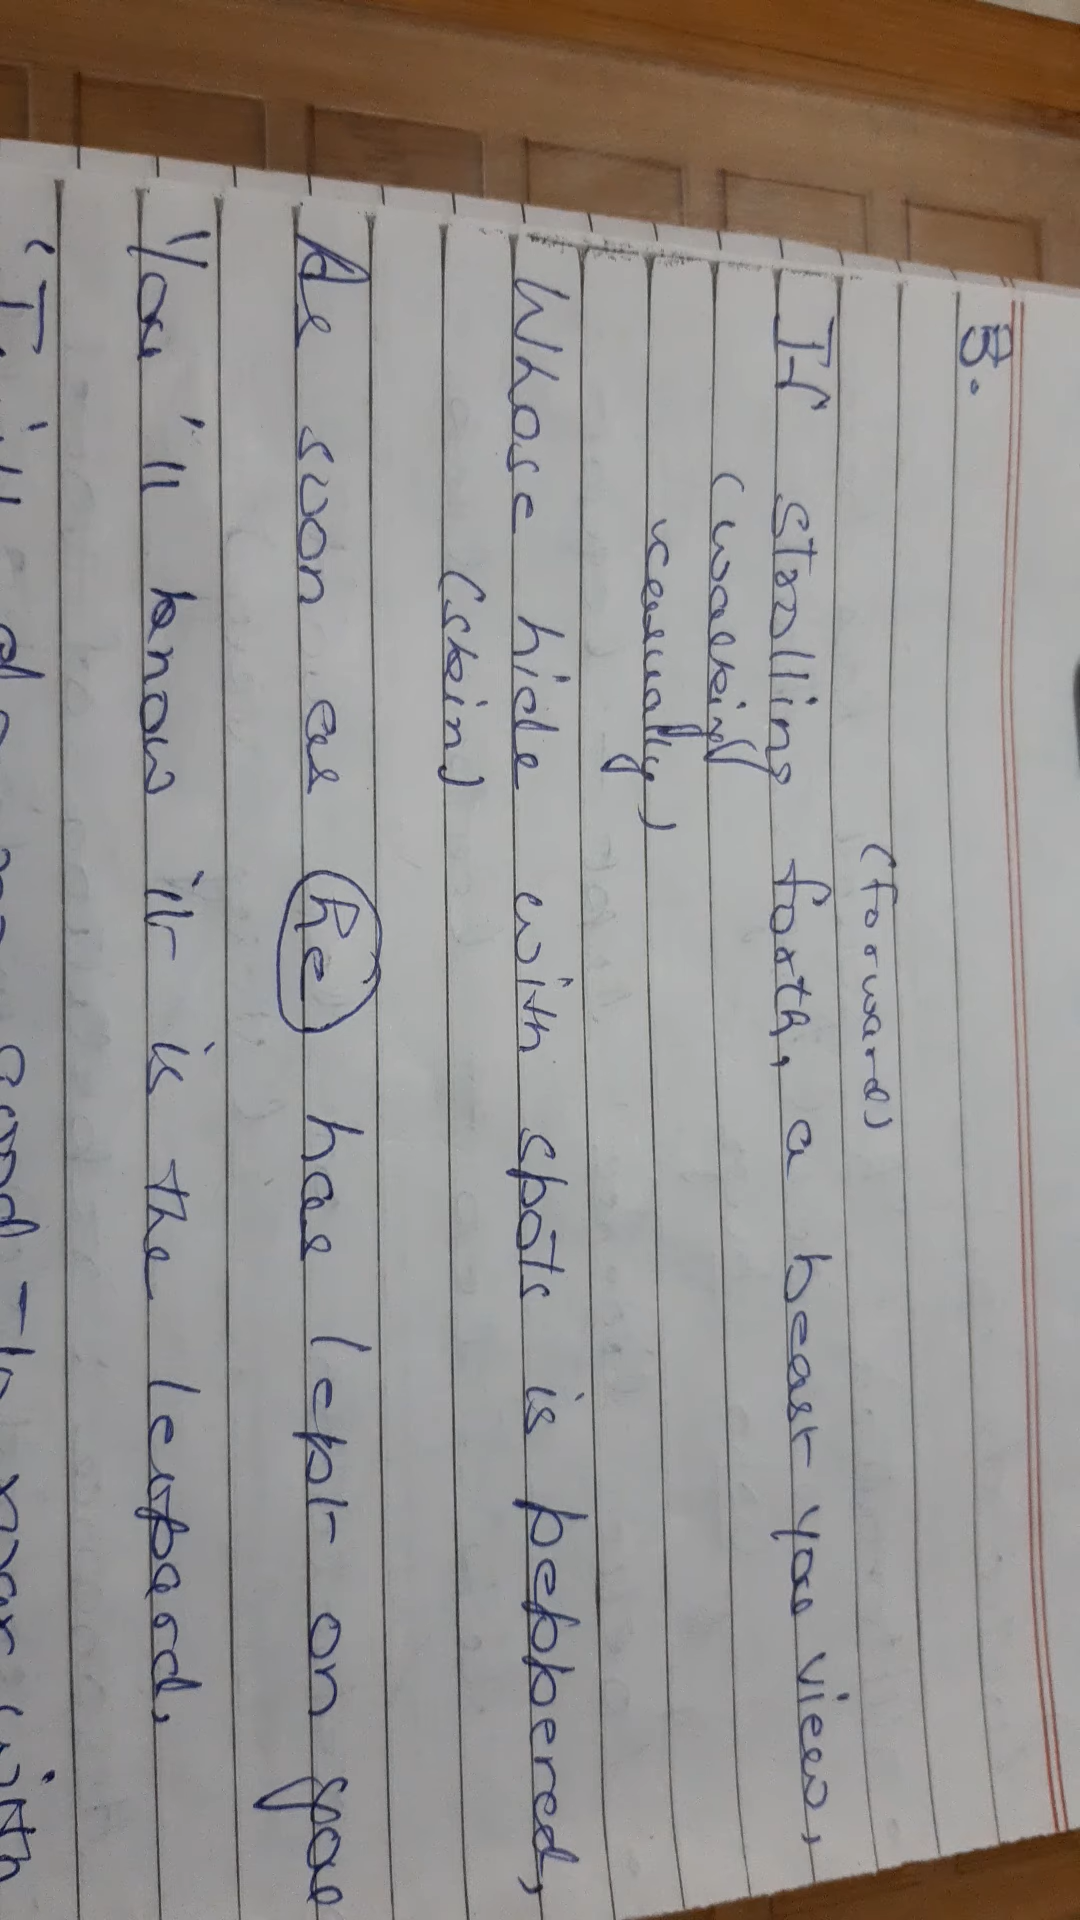 B.
(forward)
If strolling forth, a beast you view,
(walking
casually)
Whose hide with spots is peppered,
(skin)
As soon as he has lept on you
You'll know it is the leopard.